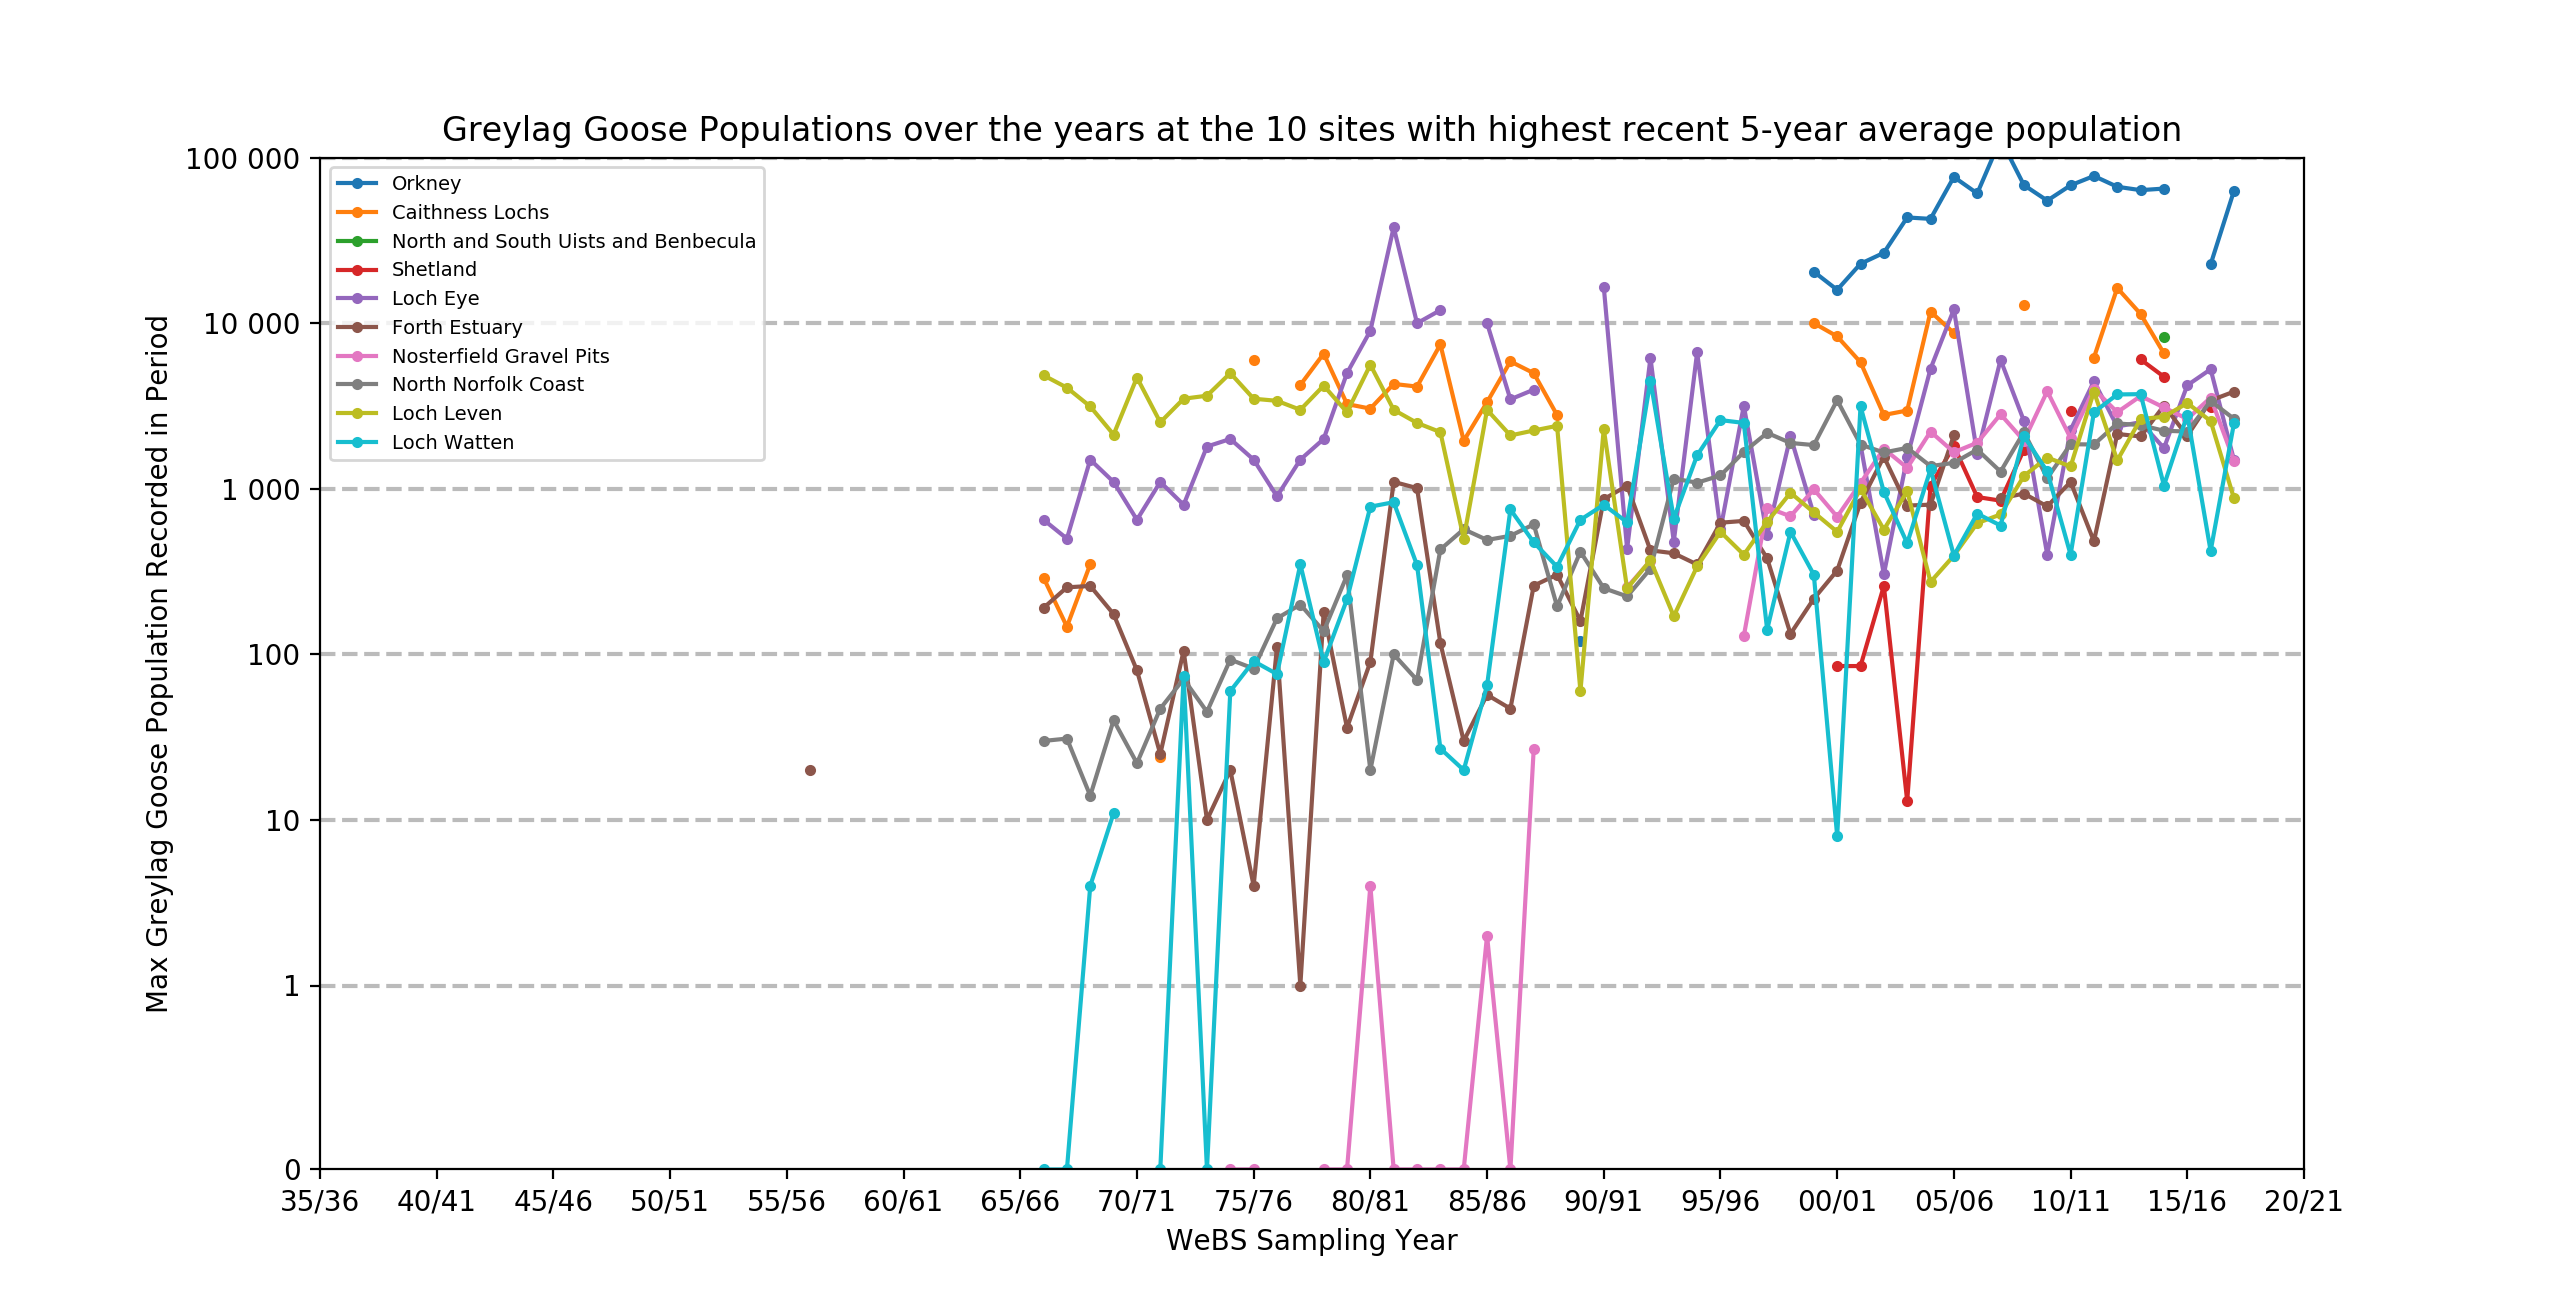 Greylag Goose Populations over the years at the 10 sites with highest recent 5-year average population
Max Greylag Goose Population Recorded in Period
100 000
10 000
1 000
100
10
1
0
Orkney
Caithness Lochs
North and South Uists and Benbecula
Shetland
Loch Eye
Forth Estuary
Nosterfield Gravel Pits
North Norfolk Coast
Loch Leven
Loch Watten
35/36 40/41 45/46 50/51 55/56 60/61 65/66 70/71 75/76 80/81 85/86 90/91 95/96 00/01 05/06 10/11 15/16 20/21
WeBS Sampling Year